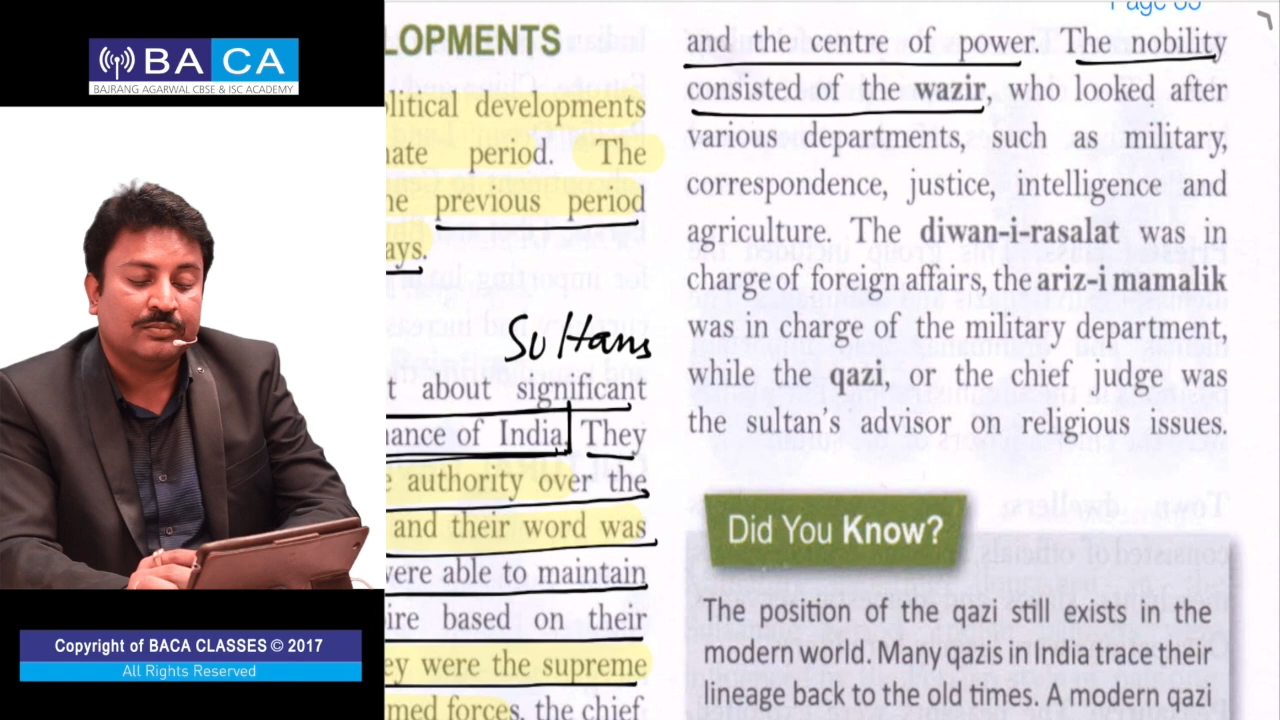 BACA
BAJRANG AGARWAL CBSE & ISC ACADEMY
Copyright of BACA CLASSES © 2017
All Rights Reserved
LOPMENTS
olitical developments
nate period. The
ne previous period
ays.
Sultans
t about significant
nance of India. They
e authority over the
and their word was
were able to maintain
ire based on their
ey were the supreme
med forces, the chief
and the centre of power. The nobility
consisted of the wazir, who looked after
various departments, such as military,
correspondence, justice, intelligence and
agriculture. The diwan-i-rasalat was in
charge of foreign affairs, the ariz-i mamalik
was in charge of the military department,
while the qazi, or the chief judge was
the sultan's advisor on religious issues.
Did You Know?
The position of the qazi still exists in the
modern world. Many qazis in India trace their
lineage back to the old times. A modern qazi